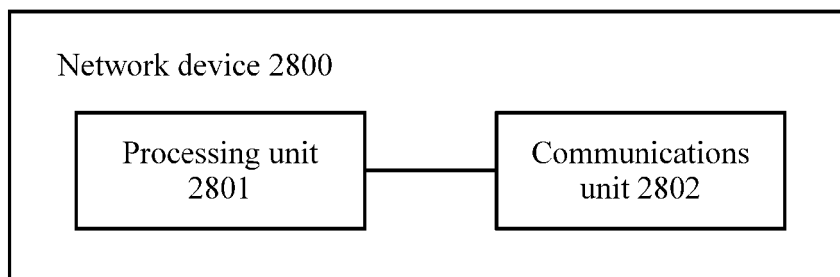 Network device 2800
Processing unit
2801
Communications
unit 2802